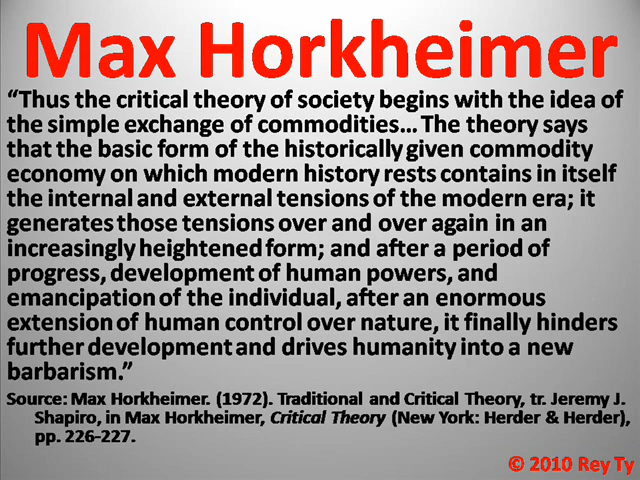 Max Horkheimer
“Thus the critical theory of society begins with the idea of
the simple exchange of commodities... The theory says
that the basic form of the historically given commodity
economy on which modern history rests contains in itself
the internal and external tensions of the modern era; it
generates those tensions over and over again in an
increasingly heightened form; and after a period of
progress, development of human powers, and
emancipation of the individual, after an enormous
extension of human control over nature, it finally hinders
further development and drives humanity into a new
barbarism.”
Source: Max Horkheimer. (1972). Traditional and Critical Theory, tr. Jeremy J.
Shapiro, in Max Horkheimer, Critical Theory (New York: Herder & Herder),
pp. 226-227.
© 2010 Rey Ty